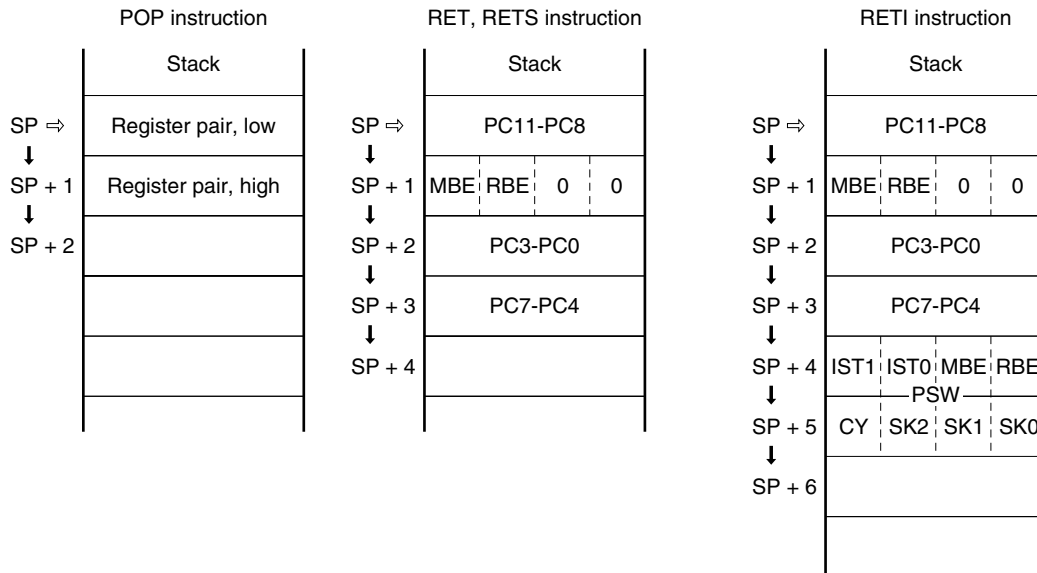 POP instruction
RET, RETS instruction
RETI instruction
Stack
Stack
Stack
SP ⇨ Register pair, low
SP ⇨ PC11-PC8
SP ⇨ PC11-PC8
SP + 1 Register pair, high
SP + 1 MBE RBE 0 0
SP + 1 MBE RBE 0 0
SP + 2
SP + 2 PC3-PC0
SP + 2 PC3-PC0
SP + 3 PC7-PC4
SP + 3 PC7-PC4
SP + 4
SP + 4 IST1 IST0 MBE RBE
PSW
SP + 5 CY SK2 SK1 SK0
SP + 6